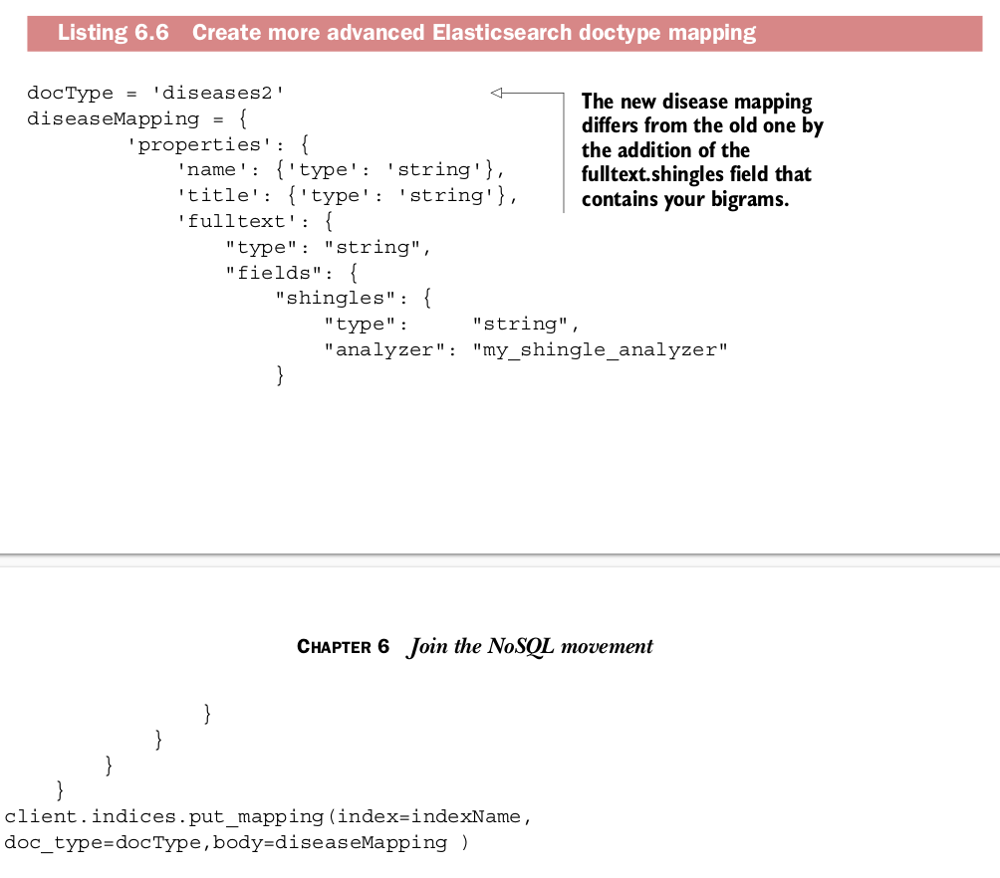 Listing 6.6 Create more advanced Elasticsearch doctype mapping
docType = 'diseases2'
diseaseMapping = {
'properties': {
'name': {'type': 'string'},
'title': {'type': 'string'},
'fulltext': {
"type": "string",
"fields": {
"shingles": {
"type": "string",
"analyzer": "my_shingle_analyzer"
}
The new disease mapping
differs from the old one by
the addition of the
fulltext.shingles field that
contains your bigrams.
CHAPTER 6 Join the NoSQL movement
}
}
}
}
client.indices.put_mapping(index=indexName,
doc_type=docType,body=diseaseMapping )